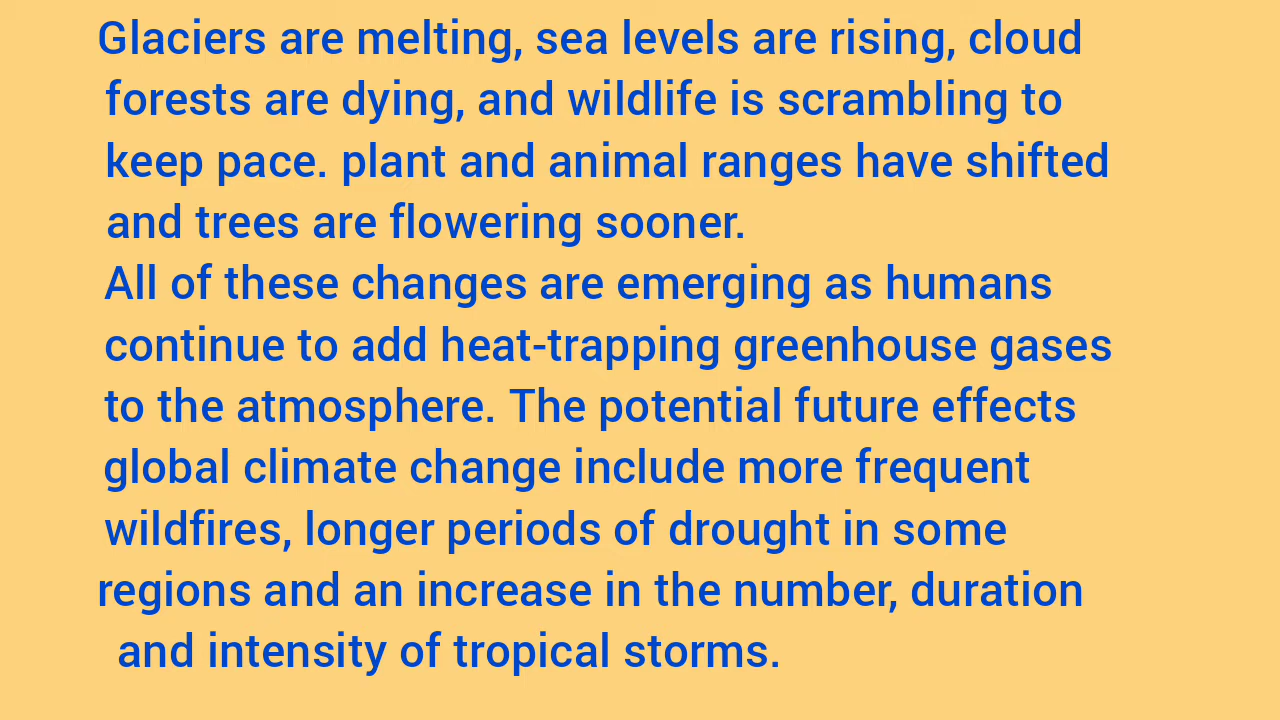 Glaciers are melting, sea levels are rising, cloud
forests are dying, and wildlife is scrambling to
keep pace. plant and animal ranges have shifted
and trees are flowering sooner.
All of these changes are emerging as humans
continue to add heat-trapping greenhouse gases
to the atmosphere. The potential future effects
global climate change include more frequent
wildfires, longer periods of drought in some
regions and an increase in the number, duration
and intensity of tropical storms.